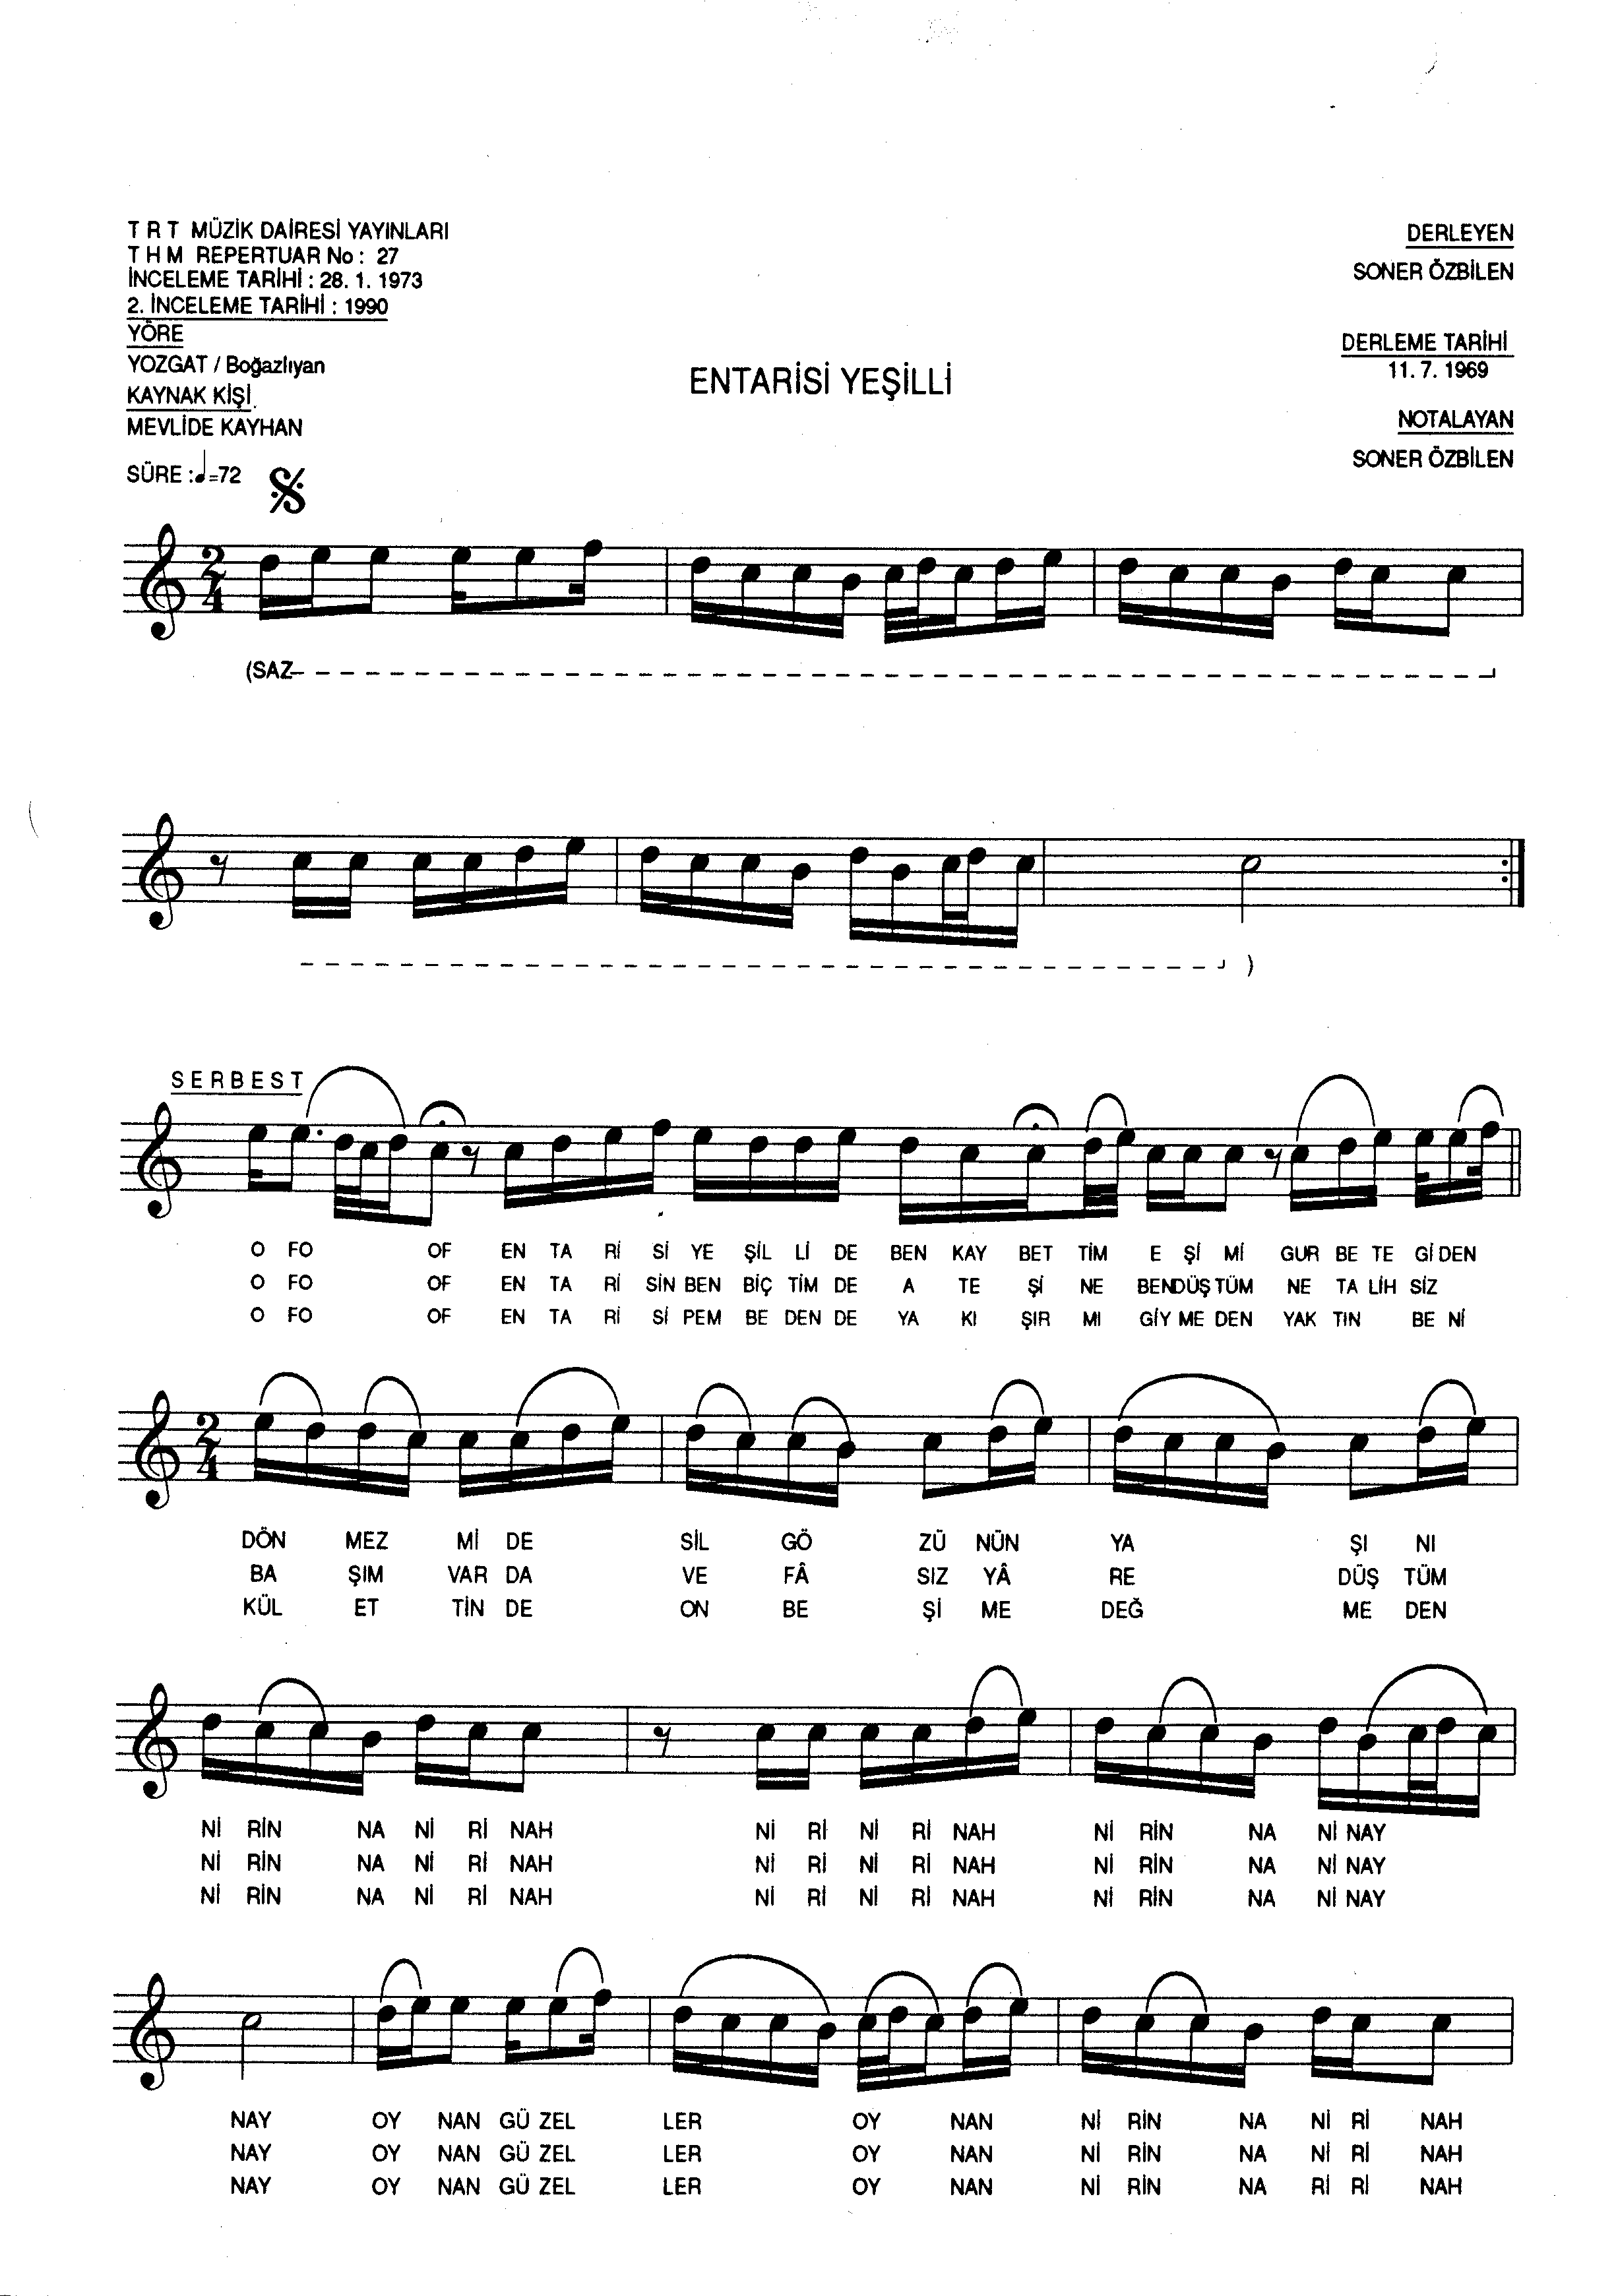 T R T MÜZİK DAİRESİ YAYINLARI
T H M REPERTUAR No : 27
İNCELEME TARİHİ : 28. 1. 1973
2. İNCELEME TARİHİ : 1990
YÖRE
YOZGAT / Boğazlıyan
KAYNAK KİŞİ
MEVLİDE KAYHAN
SÜRE : ♩=72
ENTARİSİ YEŞİLLİ
DERLEYEN
SONER ÖZBİLEN
DERLEME TARİHİ
11. 7. 1969
NOTALAYAN
SONER ÖZBİLEN
(SAZ
)
SERBEST
O FO OF EN TA Rİ Sİ YE ŞİL Lİ DE BEN KAY BET TİM E Şİ Mİ GUR BE TE Gİ DEN
O FO OF EN TA Rİ SİN BEN BİÇ TİM DE A TE Şİ NE BEN DÜŞ TÜM NE TA LİH SİZ
O FO OF EN TA Rİ Sİ PEM BE DEN DE YA KI ŞIR MI GİY ME DEN YAK TIN BE Nİ
DÖN MEZ Mİ DE SİL GÖ ZÜ NÜN YA ŞI NI
BA ŞIM VAR DA VE FÂ SIZ YÂ RE DÜŞ TÜM
KÜL ET TİN DE ON BE Şİ ME DEĞ ME DEN
Nİ RİN NA Nİ Rİ NAH Nİ Rİ Nİ Rİ NAH Nİ RİN NA Nİ NAY
Nİ RİN NA Nİ Rİ NAH Nİ Rİ Nİ Rİ NAH Nİ RİN NA Nİ NAY
Nİ RİN NA Nİ Rİ NAH Nİ Rİ Nİ Rİ NAH Nİ RİN NA Nİ NAY
NAY OY NAN GÜ ZEL LER OY NAN Nİ RİN NA Nİ Rİ NAH
NAY OY NAN GÜ ZEL LER OY NAN Nİ RİN NA Nİ Rİ NAH
NAY OY NAN GÜ ZEL LER OY NAN Nİ RİN NA Rİ Rİ NAH